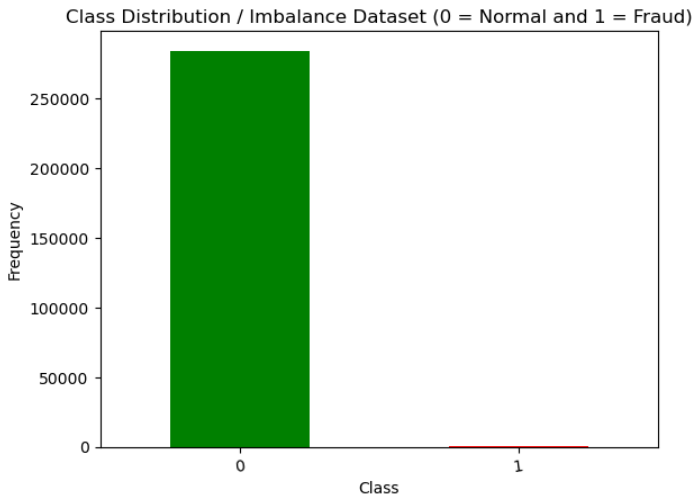 Class Distribution / Imbalance Dataset (0 = Normal and 1 = Fraud)
250000
200000
150000
100000
50000
0
Frequency
0 1
Class